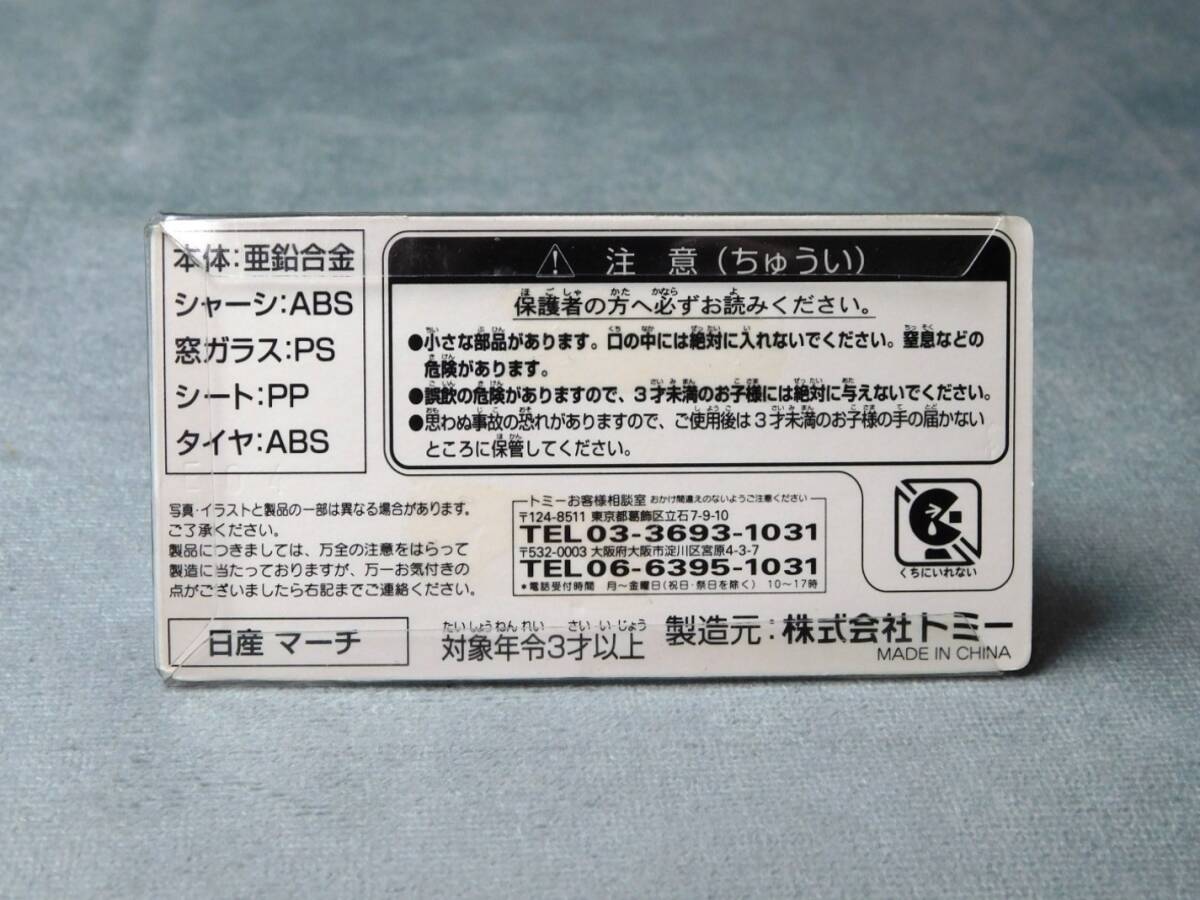 本体:亜鉛合金
シャーシ:ABS
窓ガラス:PS
シート:PP
タイヤ:ABS
注 意(ちゅうい)
保護者の方へ必ずお読みください。
●小さな部品があります。口の中には絶対に入れないでください。窒息などの
危険があります。
●誤飲の危険がありますので、3才未満のお子様には絶対に与えないでください。
●思わぬ事故の恐れがありますので、ご使用後は3才未満のお子様の手の届かない
ところに保管してください。
写真・イラストと製品の一部は異なる場合があります。
ご了承ください。
製品につきましては、万全の注意をはらって
製造に当たっておりますが、万一お気付きの
点がございましたら右記までご連絡ください。
トミーお客様相談室 おかけ間違えのないようご注意ください
〒124-8511 東京都葛飾区立石7-9-10
TEL03-3693-1031
〒532-0003 大阪府大阪市淀川区宮原4-3-7
TEL06-6395-1031
*電話受付時間 月〜金曜日(祝日・祭日を除く) 10〜17時
くちにいれない
日産 マーチ
たいしょうねんれい さいいじょう
対象年令3才以上
製造元:株式会社トミー
MADE IN CHINA